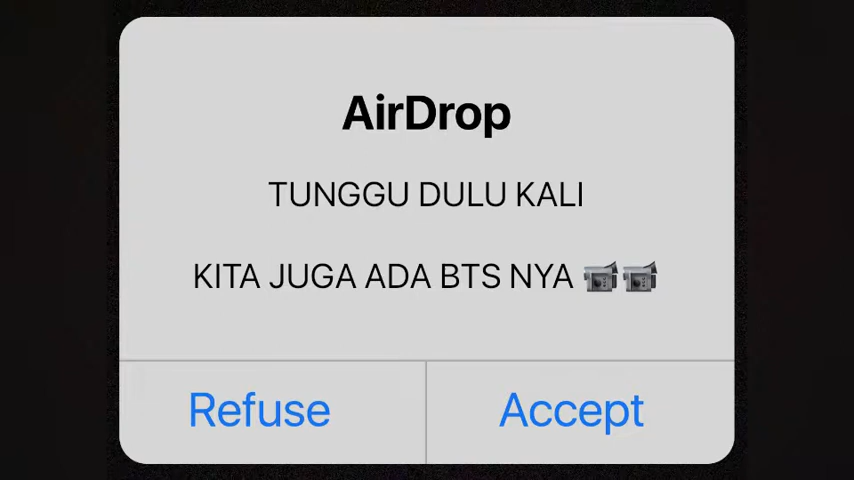 AirDrop
TUNGGU DULU KALI
KITA JUGA ADA BTS NYA 📹📹
Refuse
Accept